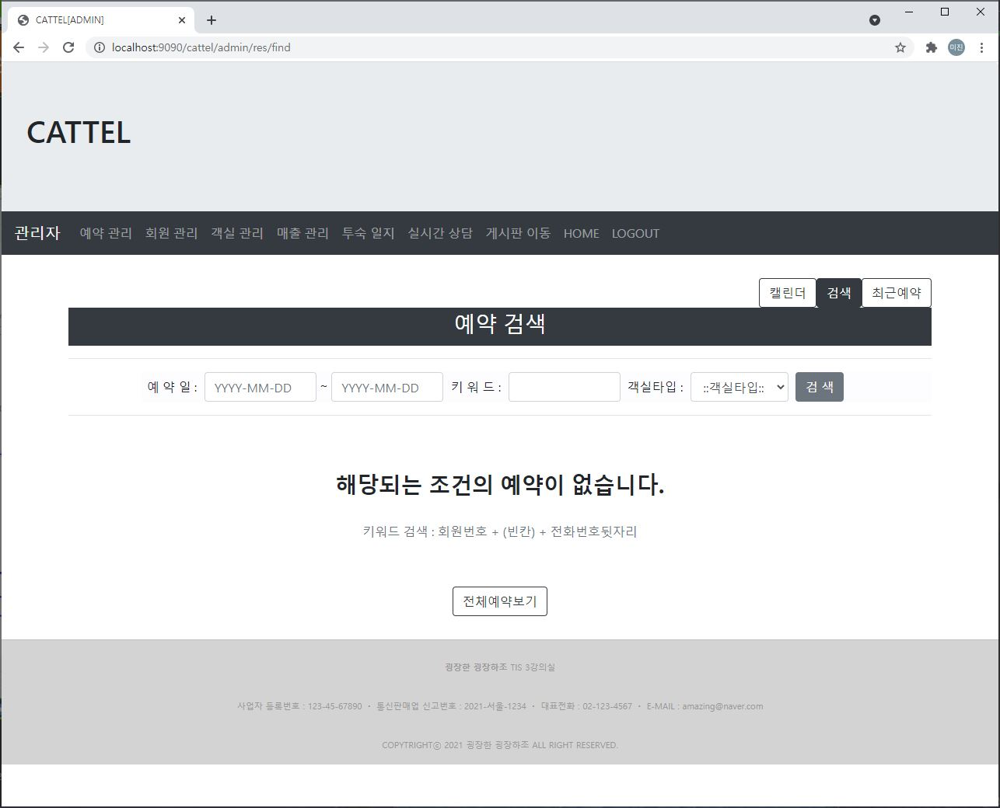 CATTEL[ADMIN]
localhost:9090/cattel/admin/res/find
미진
CATTEL
관리자 예약 관리 회원 관리 객실 관리 매출 관리 투숙 일지 실시간 상담 게시판 이동 HOME LOGOUT
캘린더 검색 최근예약
예약 검색
예 약 일 : YYYY-MM-DD ~ YYYY-MM-DD 키 워 드 : 객실타입 : ::객실타입:: 검 색
해당되는 조건의 예약이 없습니다.
키워드 검색 : 회원번호 + (빈칸) + 전화번호뒷자리
전체예약보기
굉장한 굉장하조 TIS 3강의실
사업자 등록번호 : 123-45-67890 ・ 통신판매업 신고번호 : 2021-서울-1234 ・ 대표전화 : 02-123-4567 ・ E-MAIL : amazing@naver.com
COPYTRIGHTⓒ 2021 굉장한 굉장하조 ALL RIGHT RESERVED.